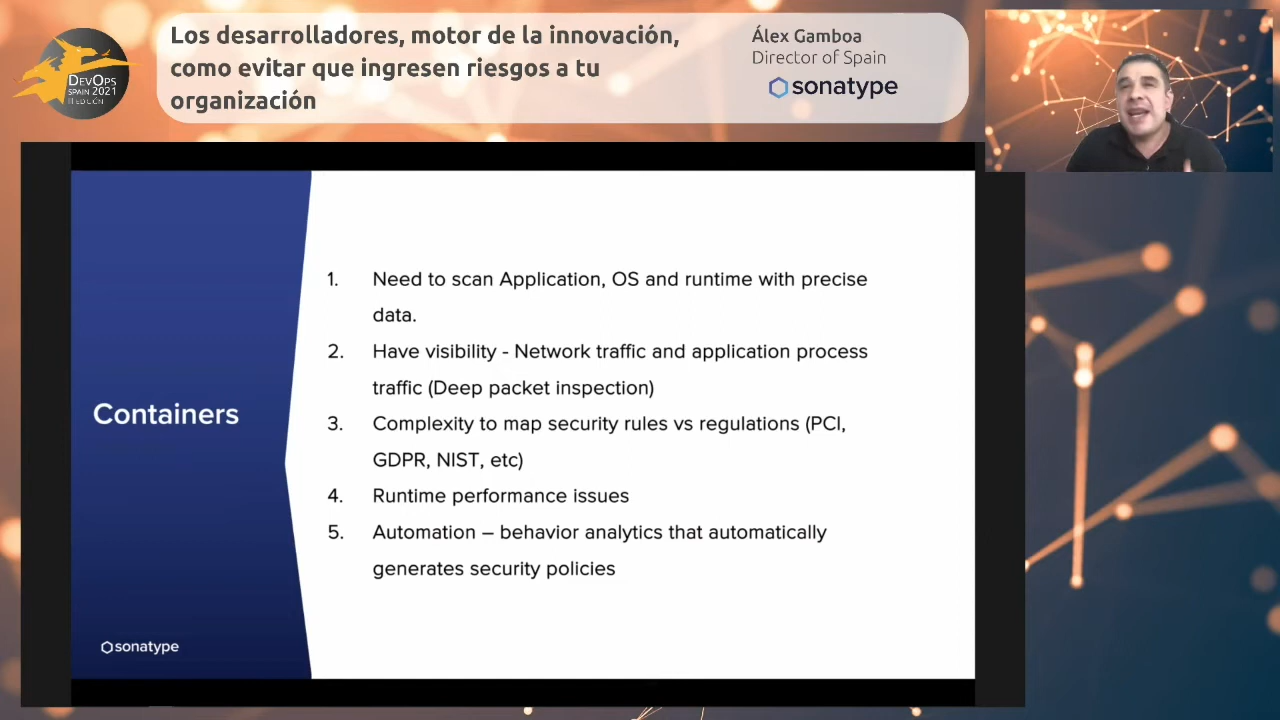 DEVOPS
SPAIN 2021
III EDICIÓN
Los desarrolladores, motor de la innovación,
como evitar que ingresen riesgos a tu
organización
Álex Gamboa
Director of Spain
sonatype
Containers
1. Need to scan Application, OS and runtime with precise
data.
2. Have visibility - Network traffic and application process
traffic (Deep packet inspection)
3. Complexity to map security rules vs regulations (PCI,
GDPR, NIST, etc)
4. Runtime performance issues
5. Automation – behavior analytics that automatically
generates security policies
sonatype